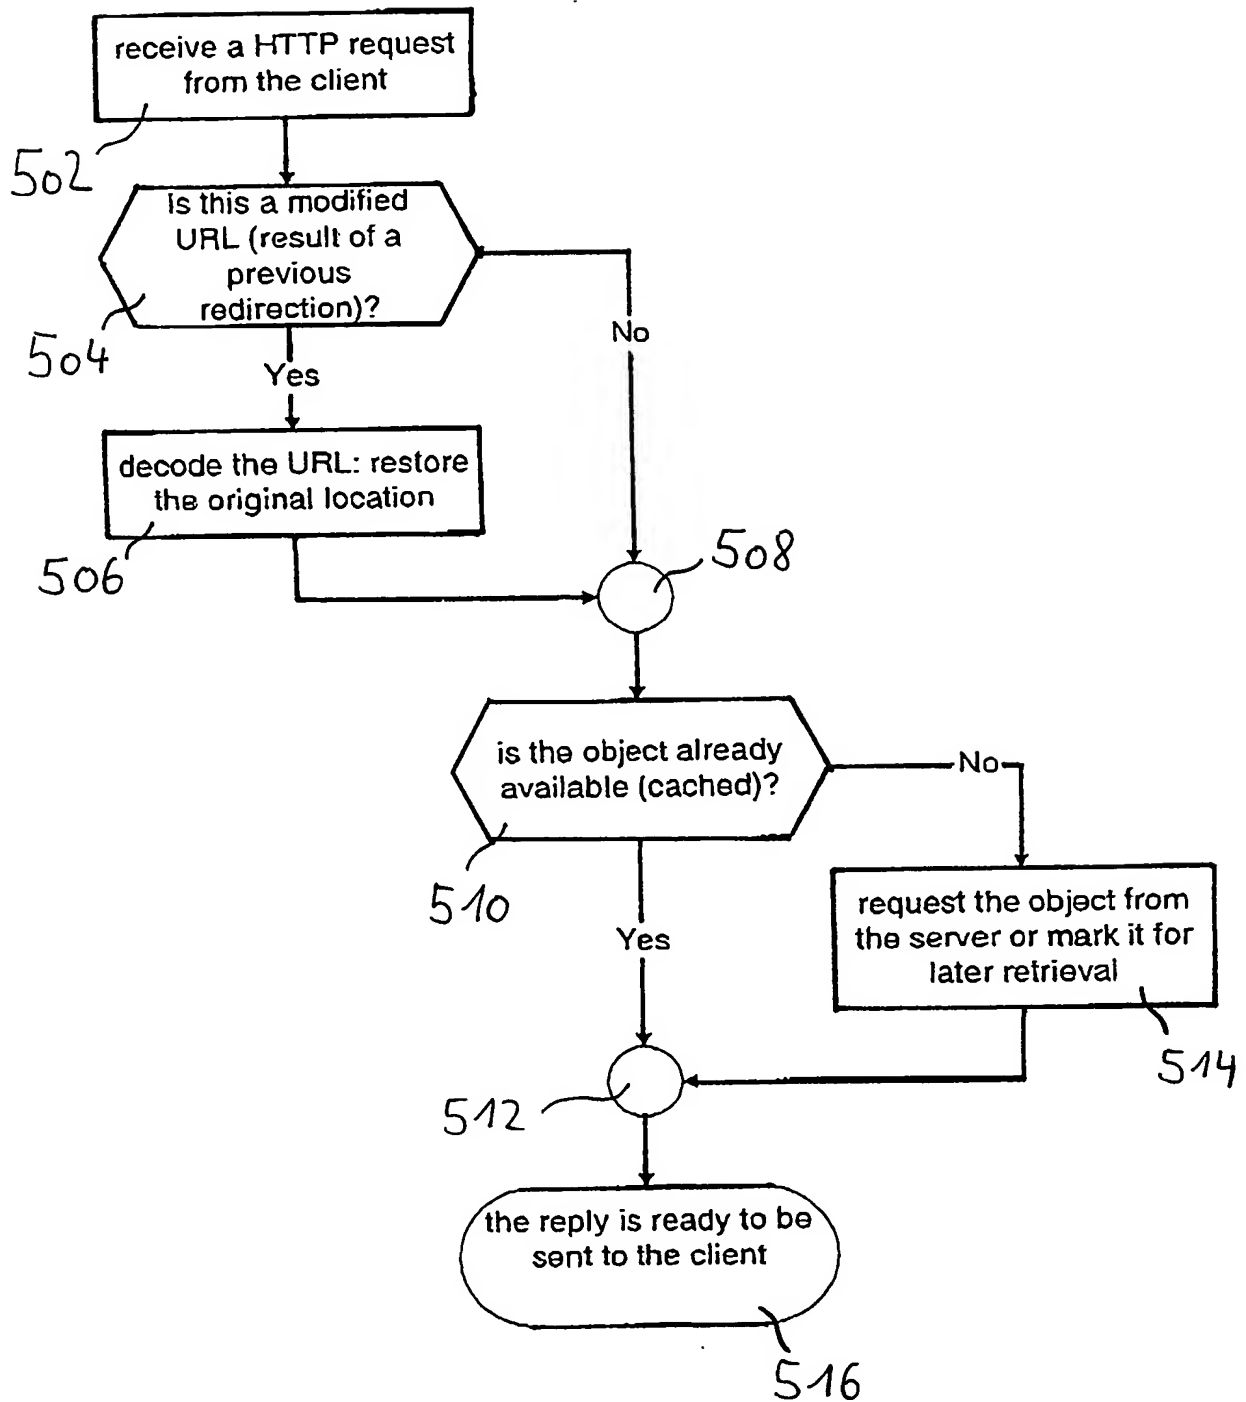 receive a HTTP request
from the client
502
Is this a modified
URL (result of a
previous
redirection)?
504
No
Yes
decode the URL: restore
the original location
506
508
is the object already
available (cached)?
No
510
request the object from
the server or mark it for
later retrieval
Yes
514
512
the reply is ready to be
sent to the client
516